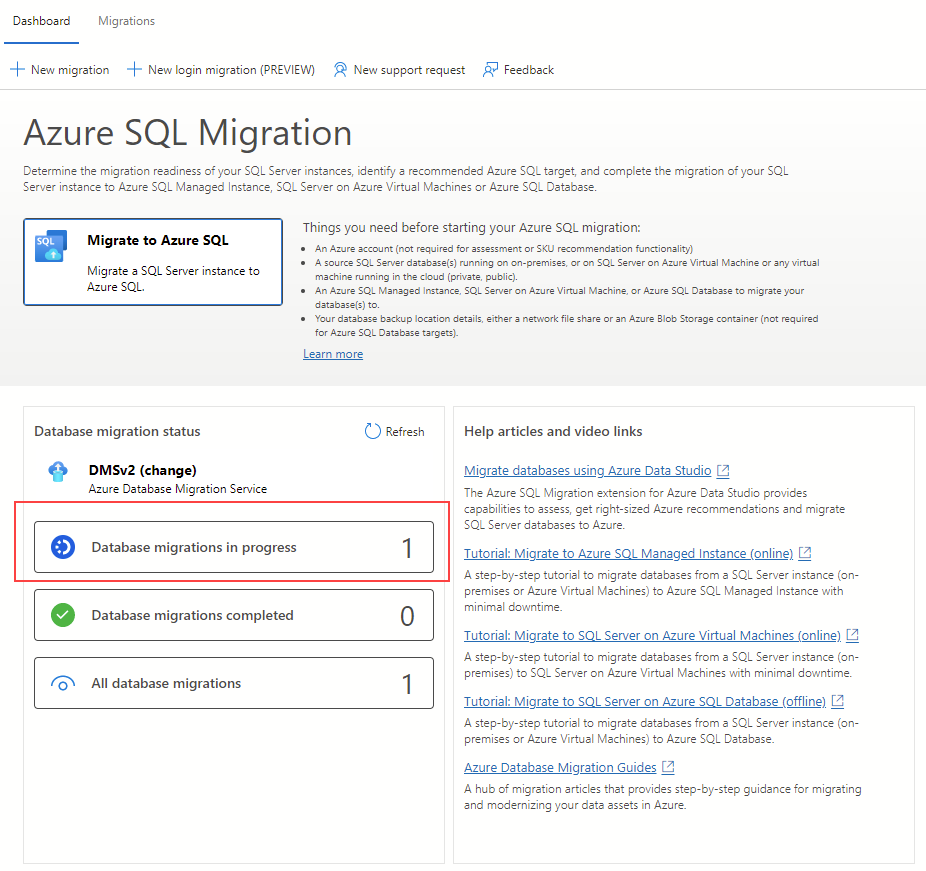 Dashboard
Migrations
New migration
New login migration (PREVIEW)
New support request
Feedback
Azure SQL Migration
Determine the migration readiness of your SQL Server instances, identify a recommended Azure SQL target, and complete the migration of your SQL
Server instance to Azure SQL Managed Instance, SQL Server on Azure Virtual Machines or Azure SQL Database.
SQL
Migrate to Azure SQL
Migrate a SQL Server instance to
Azure SQL.
Things you need before starting your Azure SQL migration:
• An Azure account (not required for assessment or SKU recommendation functionality)
• A source SQL Server database(s) running on on-premises, or on SQL Server on Azure Virtual Machine or any virtual
machine running in the cloud (private, public).
• An Azure SQL Managed Instance, SQL Server on Azure Virtual Machine, or Azure SQL Database to migrate your
database(s) to.
• Your database backup location details, either a network file share or an Azure Blob Storage container (not required
for Azure SQL Database targets).
Learn more
Database migration status
Refresh
DMSv2 (change)
Azure Database Migration Service
Database migrations in progress 1
Database migrations completed 0
All database migrations 1
Help articles and video links
Migrate databases using Azure Data Studio
The Azure SQL Migration extension for Azure Data Studio provides
capabilities to assess, get right-sized Azure recommendations and migrate
SQL Server databases to Azure.
Tutorial: Migrate to Azure SQL Managed Instance (online)
A step-by-step tutorial to migrate databases from a SQL Server instance (on-
premises or Azure Virtual Machines) to Azure SQL Managed Instance with
minimal downtime.
Tutorial: Migrate to SQL Server on Azure Virtual Machines (online)
A step-by-step tutorial to migrate databases from a SQL Server instance (on-
premises) to SQL Server on Azure Virtual Machines with minimal downtime.
Tutorial: Migrate to SQL Server on Azure SQL Database (offline)
A step-by-step tutorial to migrate databases from a SQL Server instance (on-
premises or Azure Virtual Machines) to Azure SQL Database.
Azure Database Migration Guides
A hub of migration articles that provides step-by-step guidance for migrating
and modernizing your data assets in Azure.